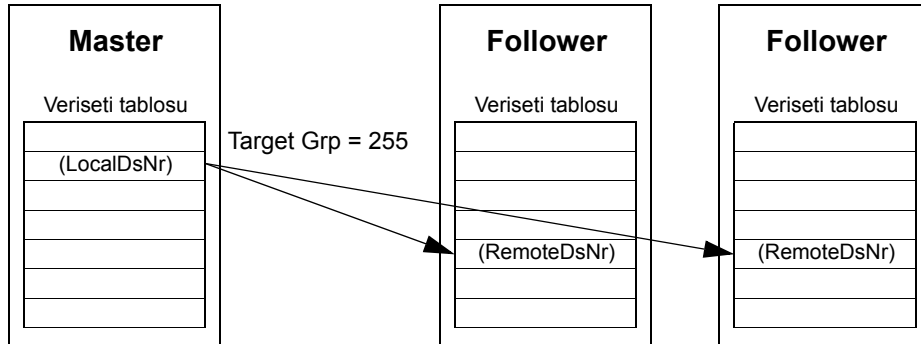 Master
Follower
Follower
Veriseti tablosu
Veriseti tablosu
Veriseti tablosu
Target Grp = 255
(LocalDsNr)
(RemoteDsNr)
(RemoteDsNr)